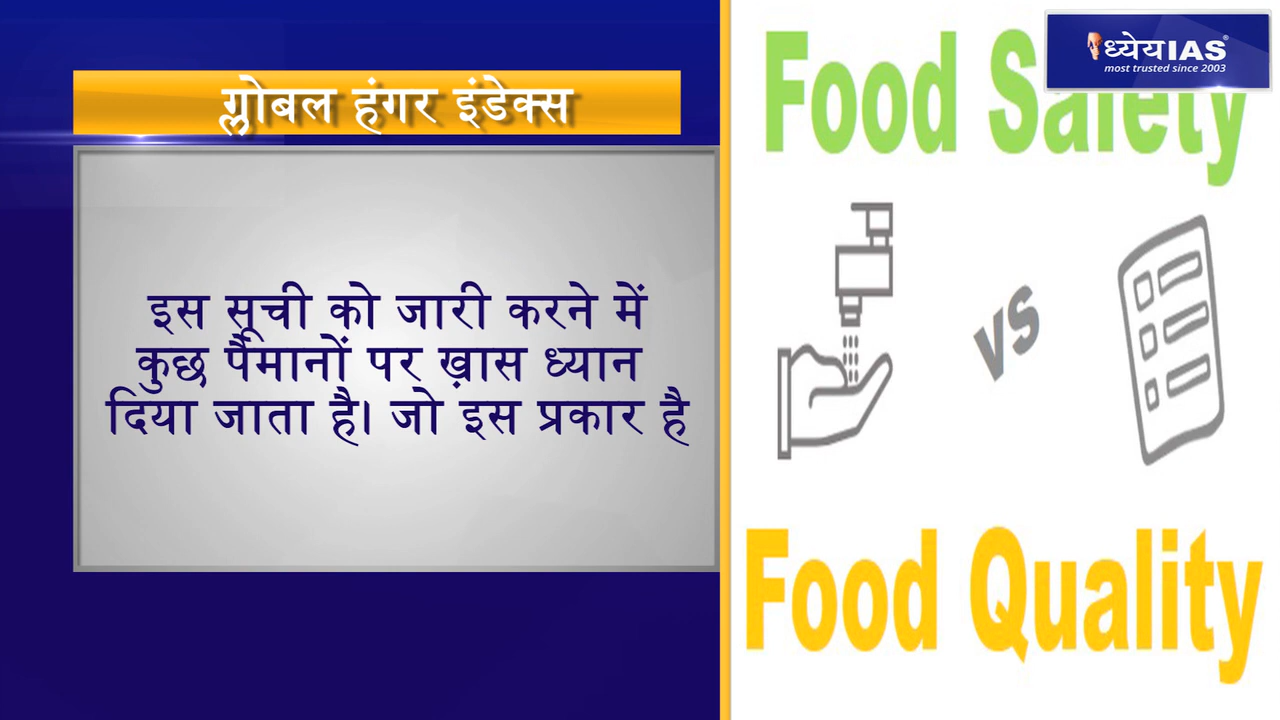 ग्लोबल हंगर इंडेक्स
इस सूची को जारी करने में
कुछ पैमानों पर ख़ास ध्यान
दिया जाता है। जो इस प्रकार है
ध्येयIAS®
most trusted since 2003
Food Safety
vs
Food Quality